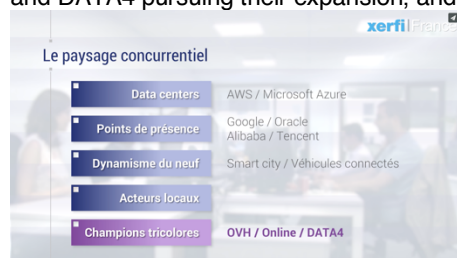 and DATA4 pursuing their expansion, and
xerfi France
Le paysage concurrentiel
Data centers AWS / Microsoft Azure
Points de présence Google / Oracle
Alibaba / Tencent
Dynamisme du neuf Smart city / Véhicules connectés
Acteurs locaux
Champions tricolores OVH / Online / DATA4